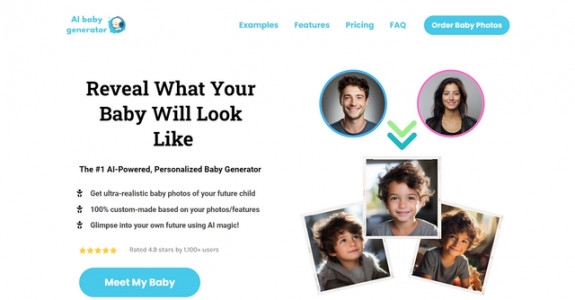 AI baby
generator
Examples
Features
Pricing
FAQ
Order Baby Photos
Reveal What Your
Baby Will Look
Like
The #1 AI-Powered, Personalized Baby Generator
Get ultra-realistic baby photos of your future child
100% custom-made based on your photos/features
Glimpse into your own future using AI magic!
Rated 4.9 stars by 1,100+ users
Meet My Baby